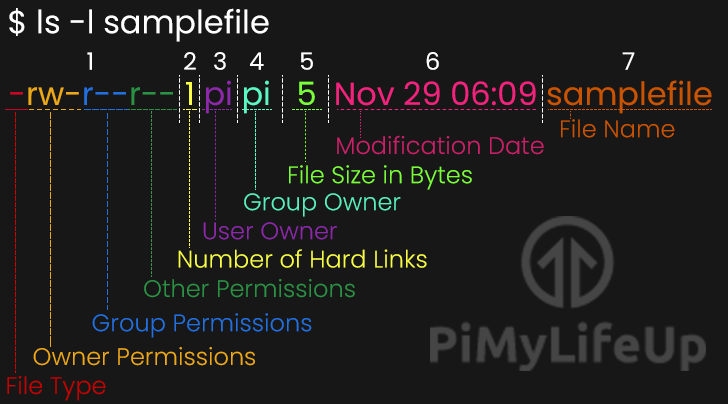 $ ls -l samplefile
1 2 3 4 5 6 7
-rw-r--r-- 1 pi pi 5 Nov 29 06:09 samplefile
File Name
Modification Date
File Size in Bytes
Group Owner
User Owner
Number of Hard Links
Other Permissions
Group Permissions
PiMyLifeUp
Owner Permissions
File Type